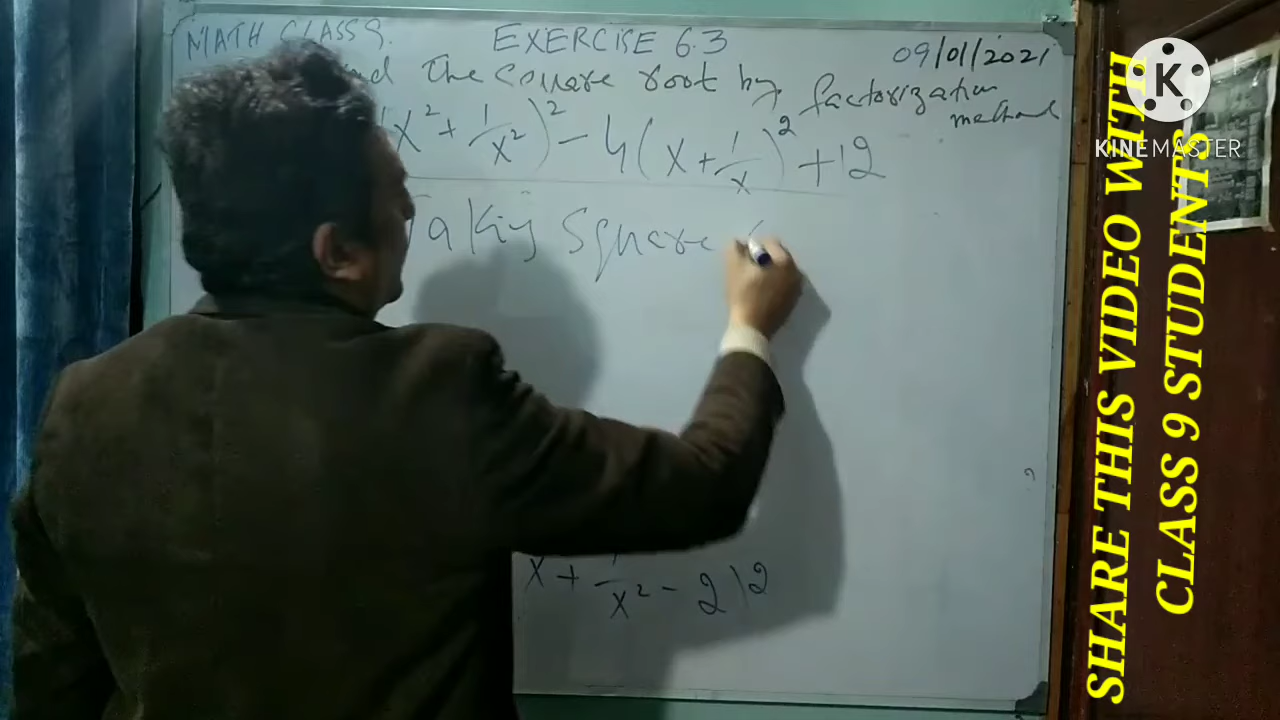 MATH CLASS 9. EXERCISE 6.3 09/01/2021
The square root by factorization
method
x² + 1/x²)² - 4(x + 1/x)² + 12
Taking Square
x + 1/x² - 2)2
K
KINEMASTER
SHARE THIS VIDEO WITH
CLASS 9 STUDENTS